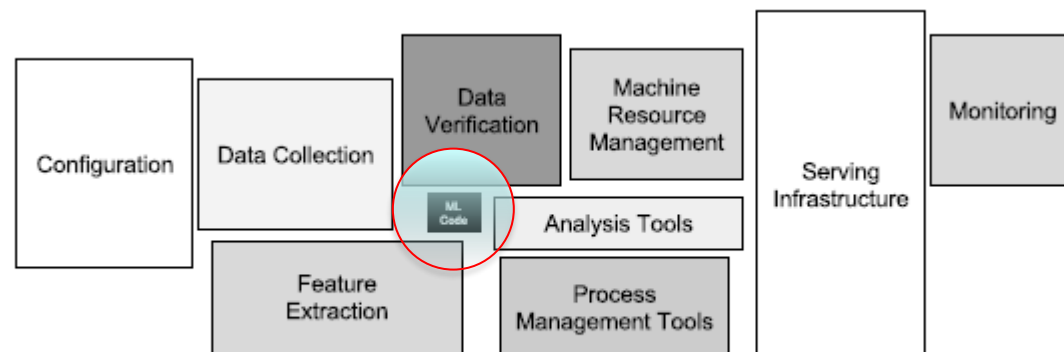 Configuration
Data Collection
Data
Verification
Machine
Resource
Management
Monitoring
Serving
Infrastructure
ML
Code
Analysis Tools
Feature
Extraction
Process
Management Tools